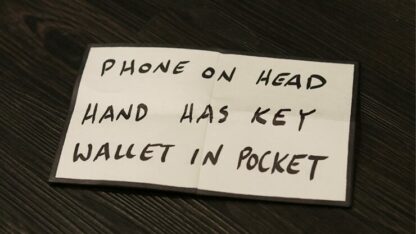 PHONE ON HEAD
HAND HAS KEY
WALLET IN POCKET